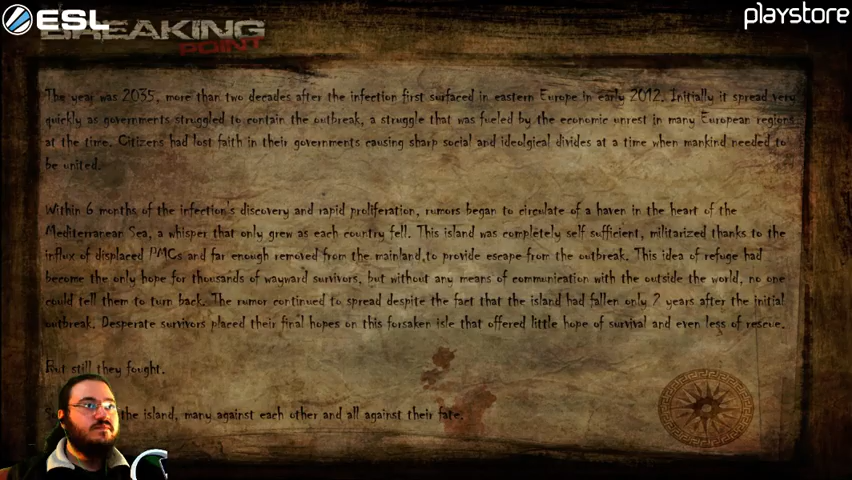 ESL
BREAKING
POINT
playstore
The year was 2035, more than two decades after the infection first surfaced in eastern Europe in early 2012. Initially it spread very
quickly as governments struggled to contain the outbreak, a struggle that was fueled by the economic unrest in many European regions
at the time. Citizens had lost faith in their governments causing sharp social and ideolgical divides at a time when mankind needed to
be united.
Within 6 months of the infection's discovery and rapid proliferation, rumors began to circulate of a haven in the heart of the
Mediterranean Sea, a whisper that only grew as each country fell. This island was completely self sufficient, militarized thanks to the
influx of displaced PMCs and far enough removed from the mainland,to provide escape from the outbreak. This idea of refuge had
become the only hope for thousands of wayward survivors, but without any means of communication with the outside the world, no one
could tell them to turn back. The rumor continued to spread despite the fact that the island had fallen only 2 years after the initial
outbreak. Desperate survivors placed their final hopes on this forsaken isle that offered little hope of survival and even less of rescue.
But still they fought.
the island, many against each other and all against their fate.